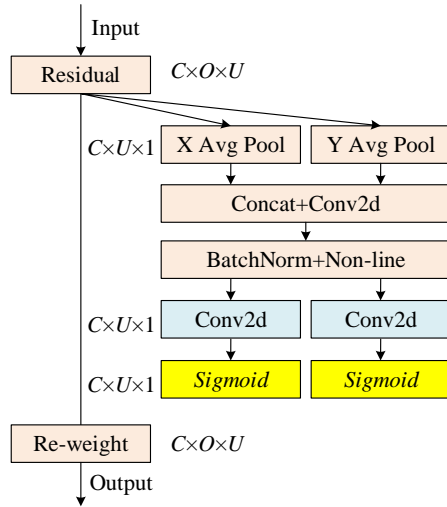 Input
Residual C×O×U
C×U×1 X Avg Pool Y Avg Pool
Concat+Conv2d
BatchNorm+Non-line
C×U×1 Conv2d Conv2d
C×U×1 Sigmoid Sigmoid
Re-weight C×O×U
Output